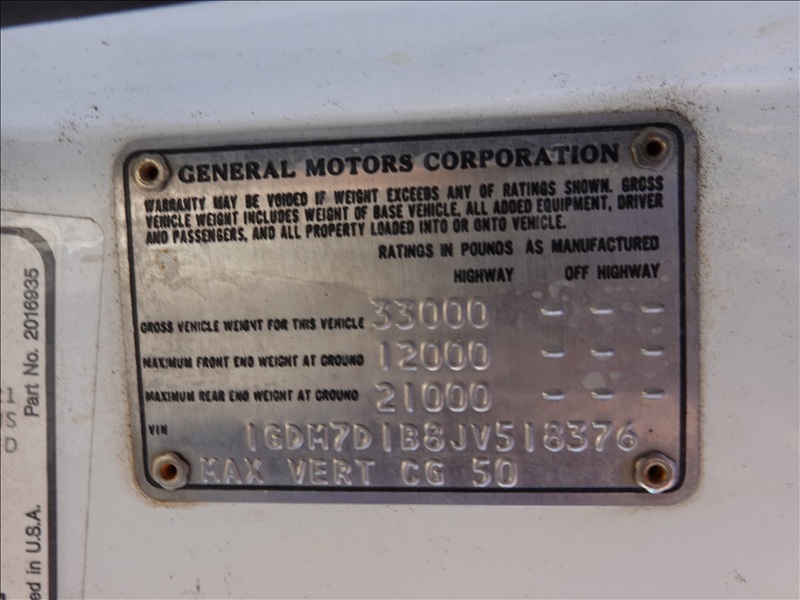 GENERAL MOTORS CORPORATION
WARRANTY MAY BE VOIDED IF WEIGHT EXCEEDS ANY OF RATINGS SHOWN. GROSS
VEHICLE WEIGHT INCLUDES WEIGHT OF BASE VEHICLE, ALL ADDED EQUIPMENT, DRIVER
AND PASSENGERS, AND ALL PROPERTY LOADED INTO OR ONTO VEHICLE.
RATINGS IN POUNDS AS MANUFACTURED
HIGHWAY OFF HIGHWAY
GROSS VEHICLE WEIGHT FOR THIS VEHICLE 33000 - - -
MAXIMUM FRONT END WEIGHT AT GROUND 12000 - - -
MAXIMUM REAR END WEIGHT AT GROUND 21000 - - -
VIN 1GDM7D1B8JV518376
MAX VERT CG 50
Part No. 2016935
in U.S.A.